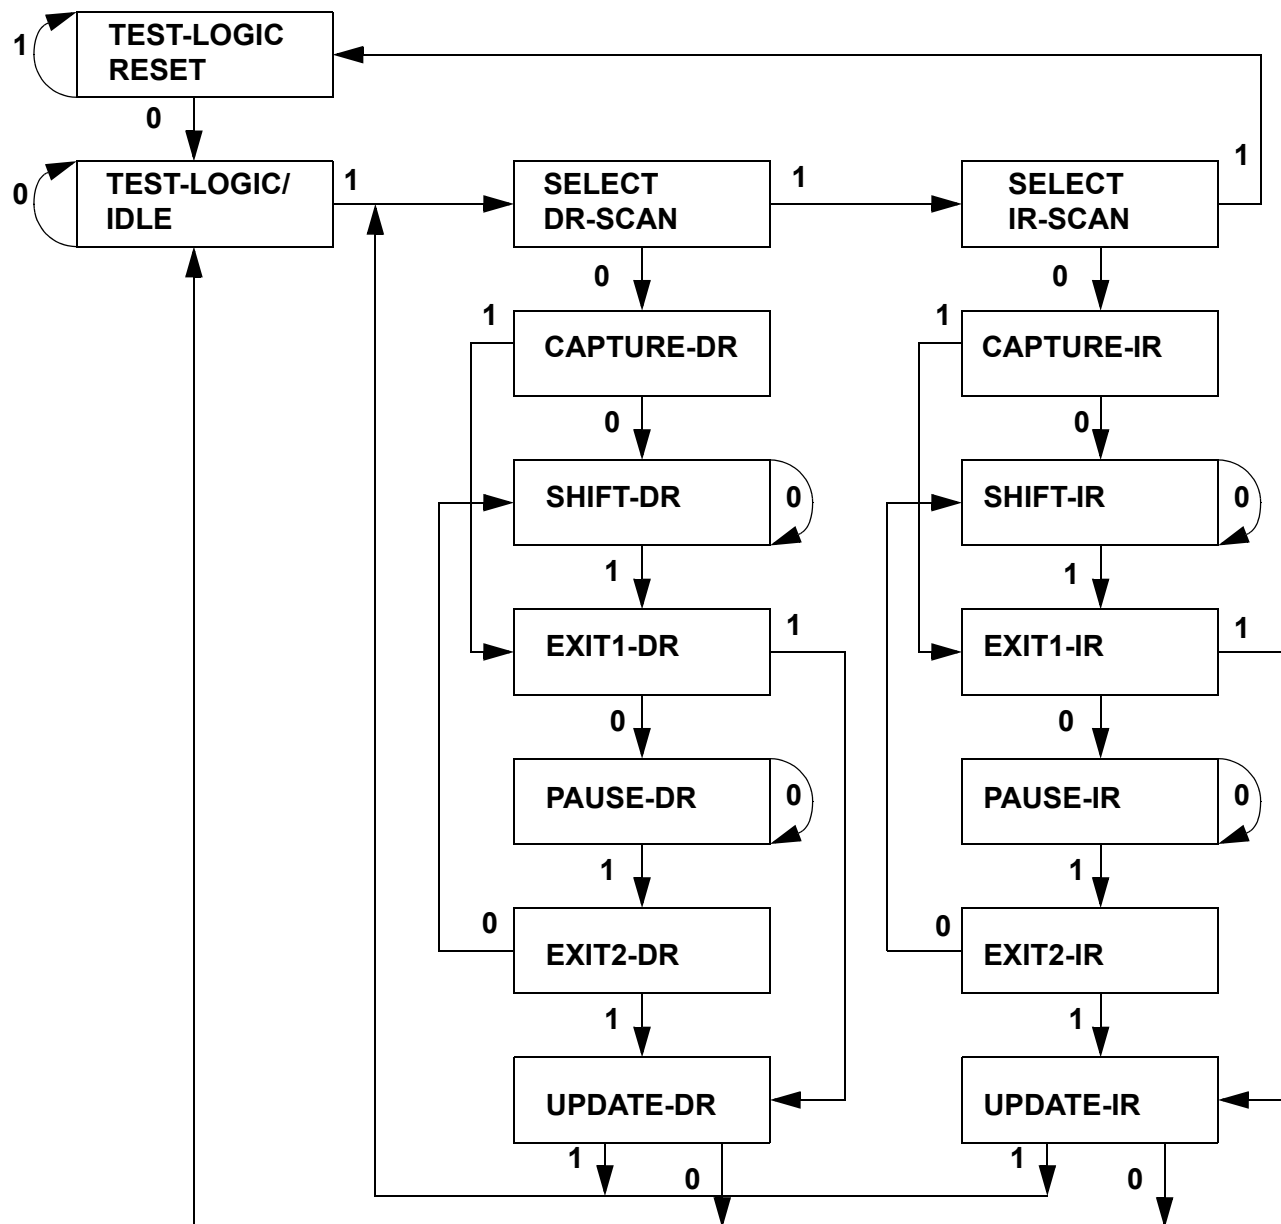 1
TEST-LOGIC
RESET
0
0
TEST-LOGIC/
IDLE
1
SELECT
DR-SCAN
1
SELECT
IR-SCAN
1
0
0
1
CAPTURE-DR
1
CAPTURE-IR
0
0
SHIFT-DR
0
SHIFT-IR
0
1
1
EXIT1-DR
1
EXIT1-IR
1
0
0
PAUSE-DR
0
PAUSE-IR
0
1
1
0
EXIT2-DR
0
EXIT2-IR
1
1
UPDATE-DR
UPDATE-IR
1
0
1
0